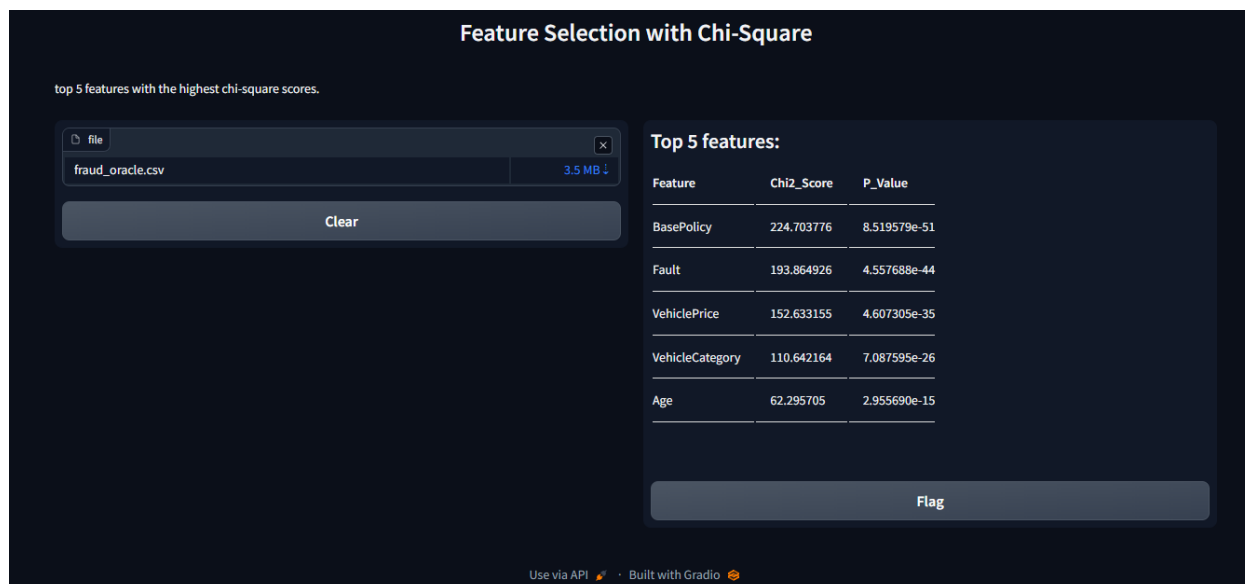 Feature Selection with Chi-Square
top 5 features with the highest chi-square scores.
file
fraud_oracle.csv 3.5 MB ↓
Clear
Top 5 features:
Feature Chi2_Score P_Value
BasePolicy 224.703776 8.519579e-51
Fault 193.864926 4.557688e-44
VehiclePrice 152.633155 4.607305e-35
VehicleCategory 110.642164 7.087595e-26
Age 62.295705 2.955690e-15
Flag
Use via API · Built with Gradio